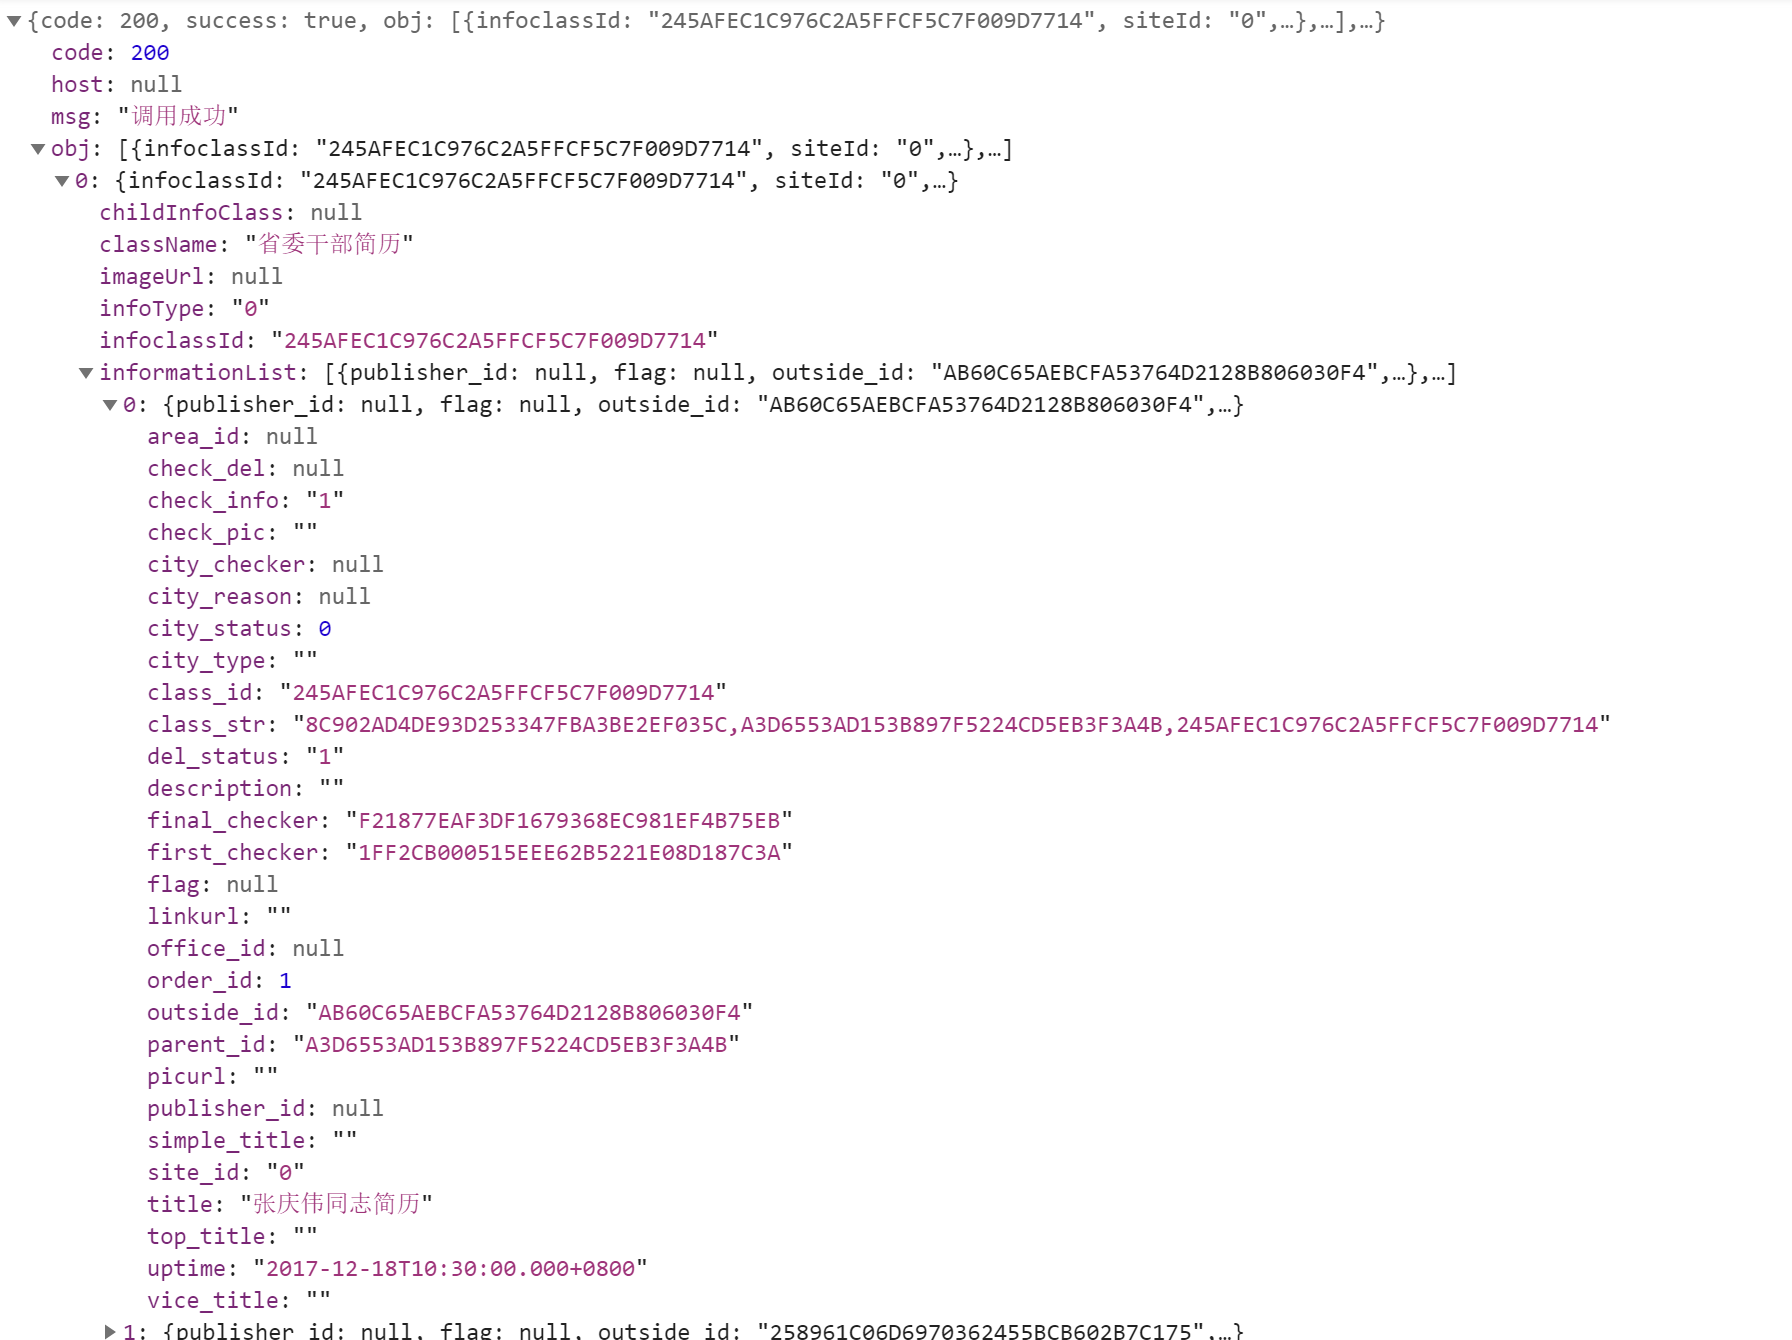 {code: 200, success: true, obj: [{infoclassId: "245AFEC1C976C2A5FFCF5C7F009D7714", siteId: "0",…},…],…}
code: 200
host: null
msg: "调用成功"
obj: [{infoclassId: "245AFEC1C976C2A5FFCF5C7F009D7714", siteId: "0",…},…]
0: {infoclassId: "245AFEC1C976C2A5FFCF5C7F009D7714", siteId: "0",…}
childInfoClass: null
className: "省委干部简历"
imageUrl: null
infoType: "0"
infoclassId: "245AFEC1C976C2A5FFCF5C7F009D7714"
informationList: [{publisher_id: null, flag: null, outside_id: "AB60C65AEBCFA53764D2128B806030F4",…},…]
0: {publisher_id: null, flag: null, outside_id: "AB60C65AEBCFA53764D2128B806030F4",…}
area_id: null
check_del: null
check_info: "1"
check_pic: ""
city_checker: null
city_reason: null
city_status: 0
city_type: ""
class_id: "245AFEC1C976C2A5FFCF5C7F009D7714"
class_str: "8C902AD4DE93D253347FBA3BE2EF035C,A3D6553AD153B897F5224CD5EB3F3A4B,245AFEC1C976C2A5FFCF5C7F009D7714"
del_status: "1"
description: ""
final_checker: "F21877EAF3DF1679368EC981EF4B75EB"
first_checker: "1FF2CB000515EEE62B5221E08D187C3A"
flag: null
linkurl: ""
office_id: null
order_id: 1
outside_id: "AB60C65AEBCFA53764D2128B806030F4"
parent_id: "A3D6553AD153B897F5224CD5EB3F3A4B"
picurl: ""
publisher_id: null
simple_title: ""
site_id: "0"
title: "张庆伟同志简历"
top_title: ""
uptime: "2017-12-18T10:30:00.000+0800"
vice_title: ""
1: {publisher_id: null, flag: null, outside_id: "258961C06D6970362455BCB602B7C175",…}